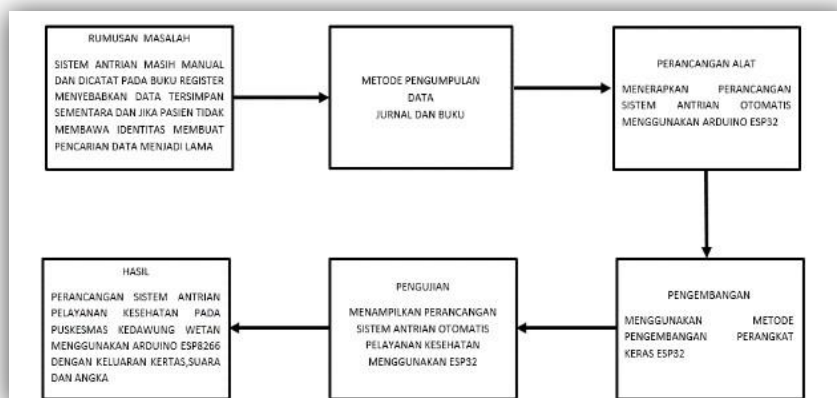 RUMUSAN MASALAH
SISTEM ANTRIAN MASIH MANUAL
DAN DICATAT PADA BUKU REGISTER
MENYEBABKAN DATA TERSIMPAN
SEMENTARA DAN JIKA PASIEN TIDAK
MEMBAWA IDENTITAS MEMBUAT
PENCARIAN DATA MENJADI LAMA
METODE PENGUMPULAN
DATA
JURNAL DAN BUKU
PERANCANGAN ALAT
MENERAPKAN PERANCANGAN
SISTEM ANTRIAN OTOMATIS
MENGGUNAKAN ARDUINO ESP32
PENGEMBANGAN
MENGGUNAKAN METODE
PENGEMBANGAN PERANGKAT
KERAS ESP32
PENGUJIAN
MENAMPILKAN PERANCANGAN
SISTEM ANTRIAN OTOMATIS
PELAYANAN KESEHATAN
MENGGUNAKAN ESP32
HASIL
PERANCANGAN SISTEM ANTRIAN
PELAYANAN KESEHATAN PADA
PUSKESMAS KEDAWUNG WETAN
MENGGUNAKAN ARDUINO ESP8266
DENGAN KELUARAN KERTAS,SUARA
DAN ANGKA